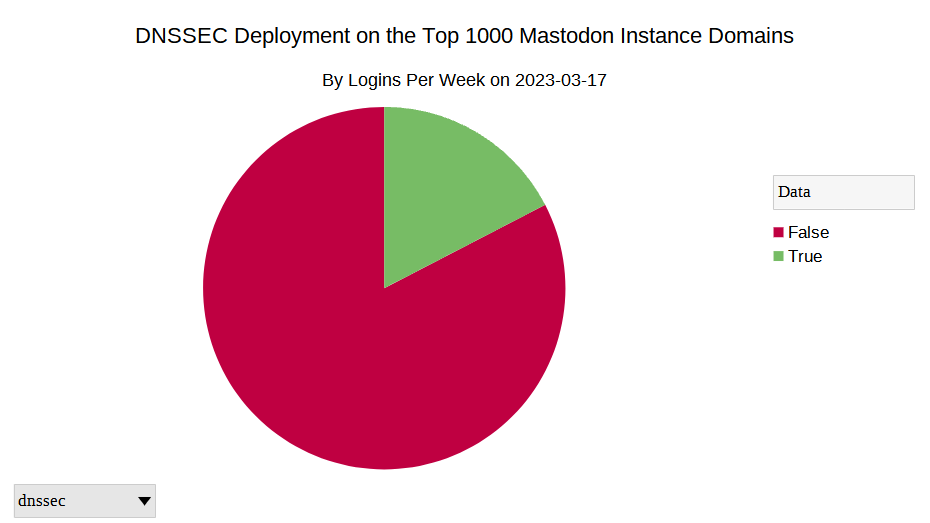 DNSSEC Deployment on the Top 1000 Mastodon Instance Domains
By Logins Per Week on 2023-03-17
Data
False
True
dnssec